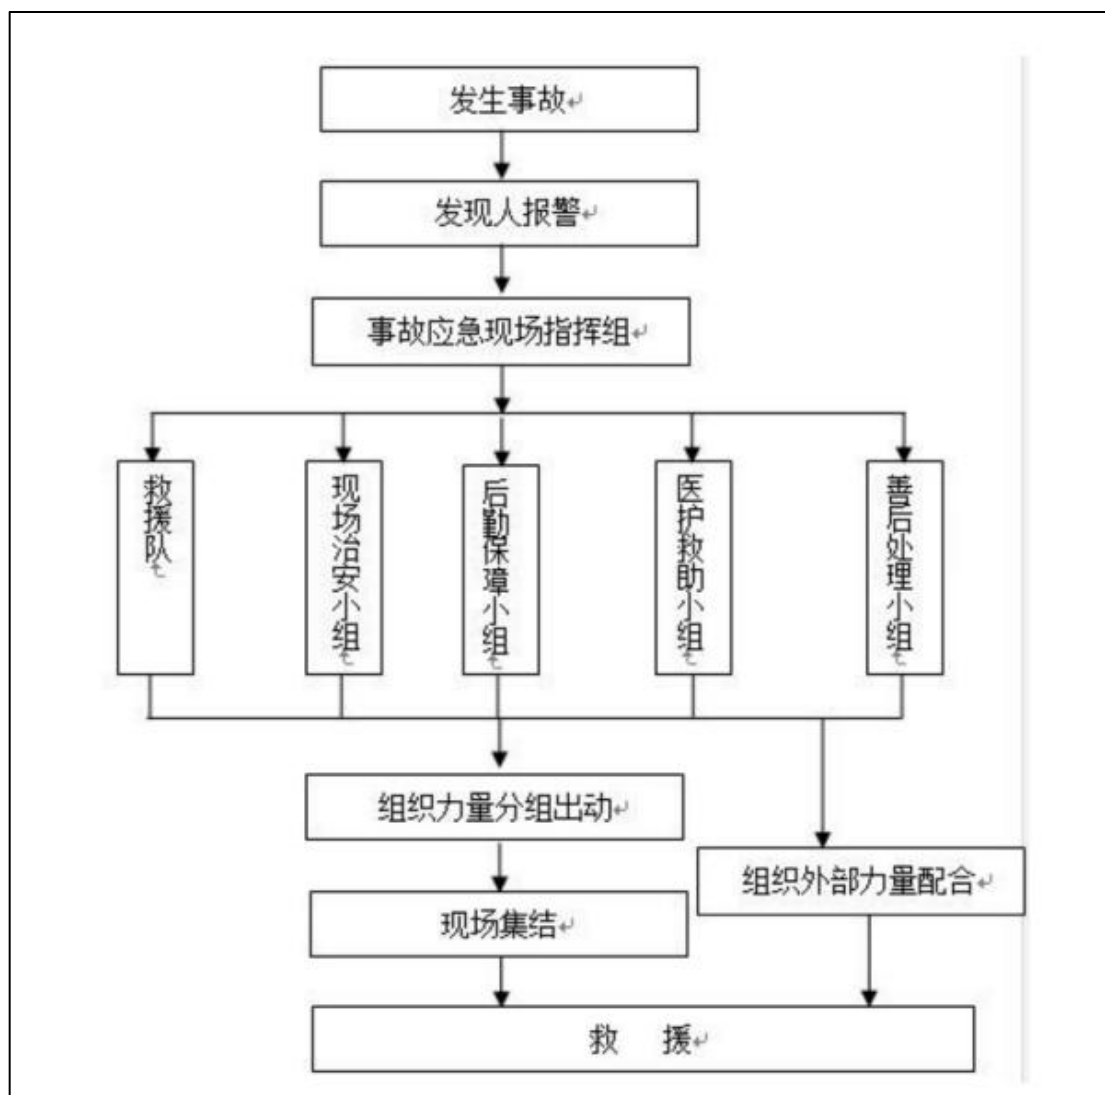 发生事故
发现人报警
事故应急现场指挥组
救援队
现场治安小组
后勤保障小组
医护救助小组
善后处理小组
组织力量分组出动
组织外部力量配合
现场集结
救 援